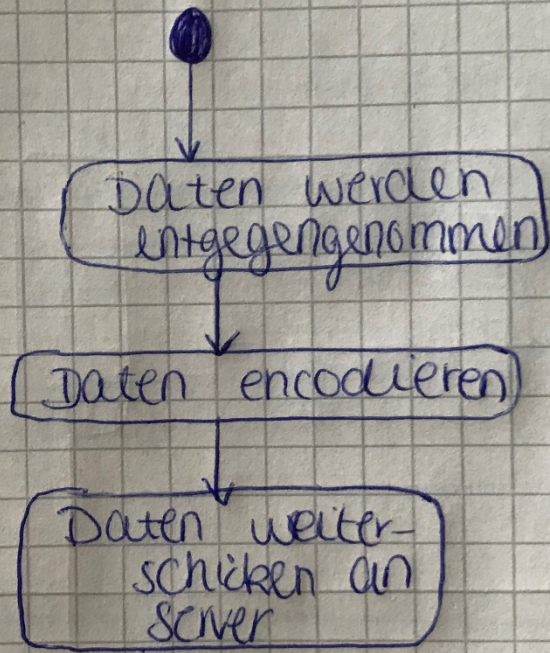 Daten werden
entgegengenommen
Daten encodieren
Daten weiter-
schicken an
Server